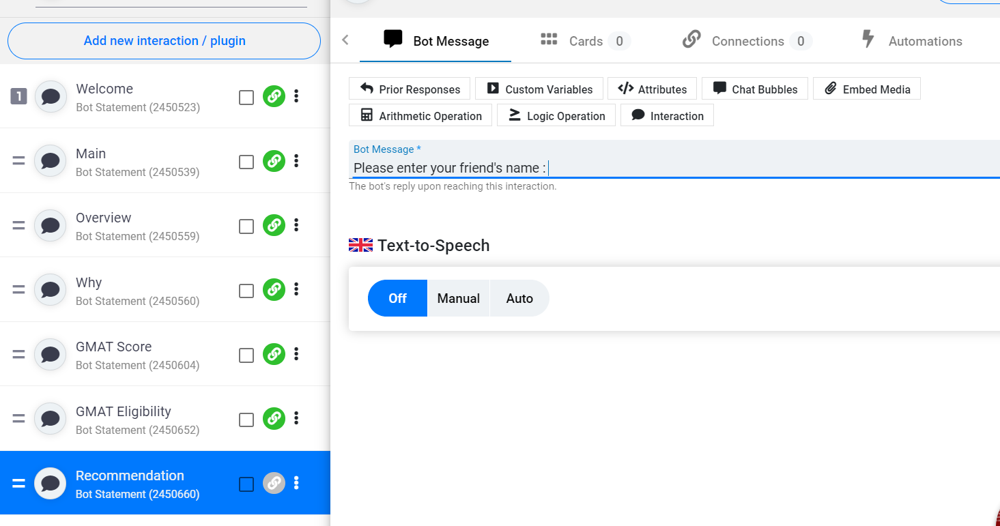 Add new interaction / plugin
1
Welcome
Bot Statement (2450523)
Main
Bot Statement (2450539)
Overview
Bot Statement (2450559)
Why
Bot Statement (2450560)
GMAT Score
Bot Statement (2450604)
GMAT Eligibility
Bot Statement (2450652)
Recommendation
Bot Statement (2450660)
Bot Message
Cards 0
Connections 0
Automations
Prior Responses
Custom Variables
Attributes
Chat Bubbles
Embed Media
Arithmetic Operation
Logic Operation
Interaction
Bot Message *
Please enter your friend's name :
The bot's reply upon reaching this interaction.
Text-to-Speech
Off
Manual
Auto